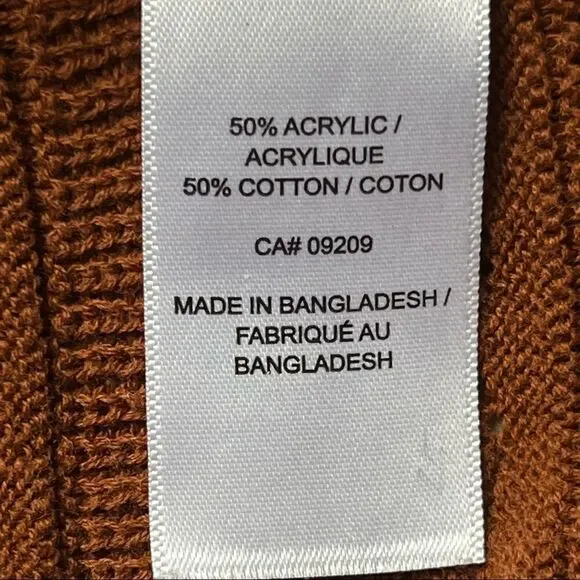 50% ACRYLIC /
ACRYLIQUE
50% COTTON / COTON
CA# 09209
MADE IN BANGLADESH /
FABRIQUÉ AU
BANGLADESH